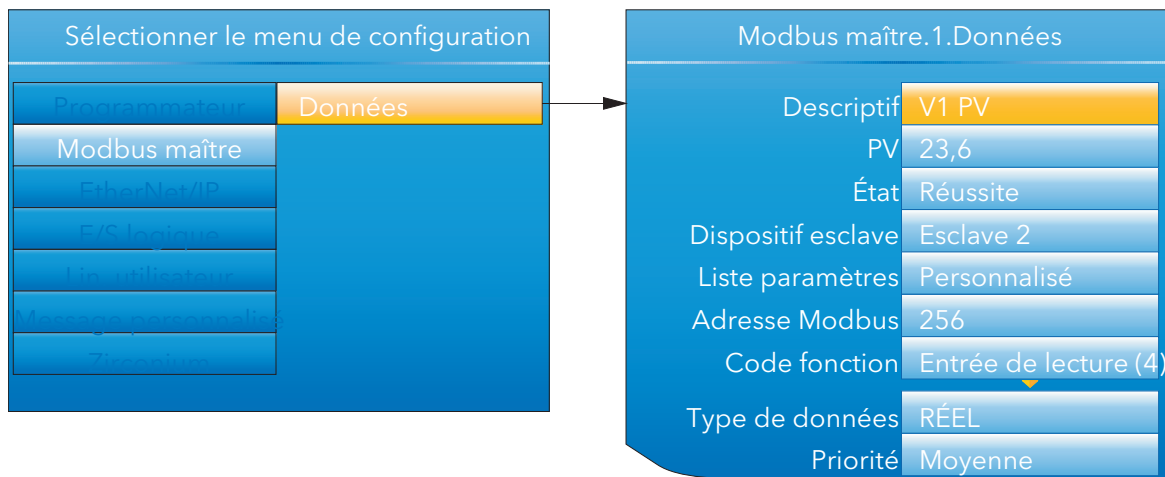 Sélectionner le menu de configuration
Programmateur
Données
Modbus maître
EtherNet/IP
E/S logique
Lin. utilisateur
Message personnalisé
Zirconium
Modbus maître.1.Données
Descriptif V1 PV
PV 23,6
État Réussite
Dispositif esclave Esclave 2
Liste paramètres Personnalisé
Adresse Modbus 256
Code fonction Entrée de lecture (4)
Type de données RÉEL
Priorité Moyenne